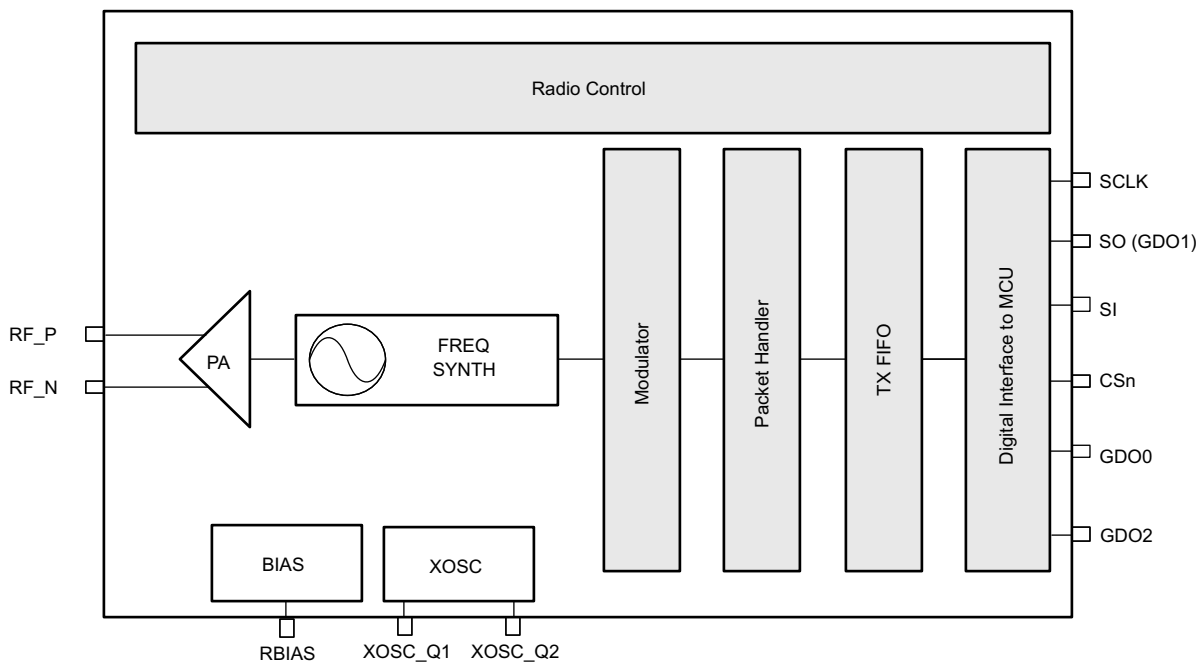 Radio Control
SCLK
SO (GDO1)
SI
CSn
GDO0
GDO2
Digital Interface to MCU
TX FIFO
Packet Handler
Modulator
FREQ
SYNTH
PA
RF_P
RF_N
BIAS
XOSC
RBIAS
XOSC_Q1
XOSC_Q2